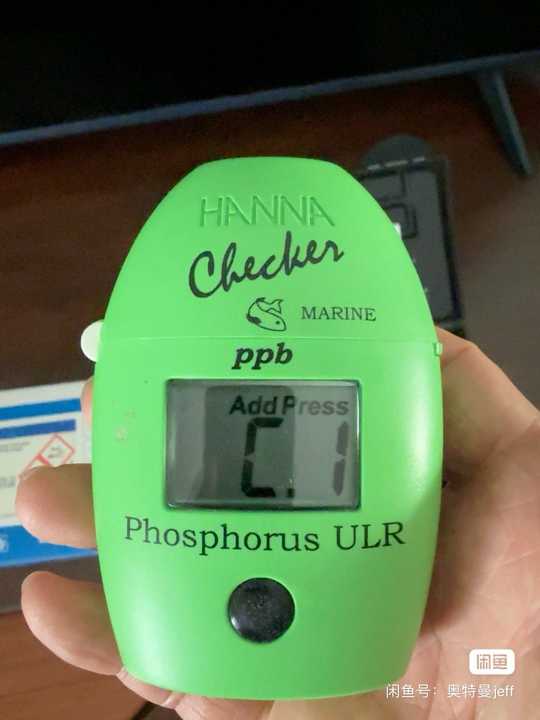 HANNA
Checker
MARINE
ppb
Add Press
C.1
Phosphorus ULR
闲鱼
闲鱼号：奥特曼jeff